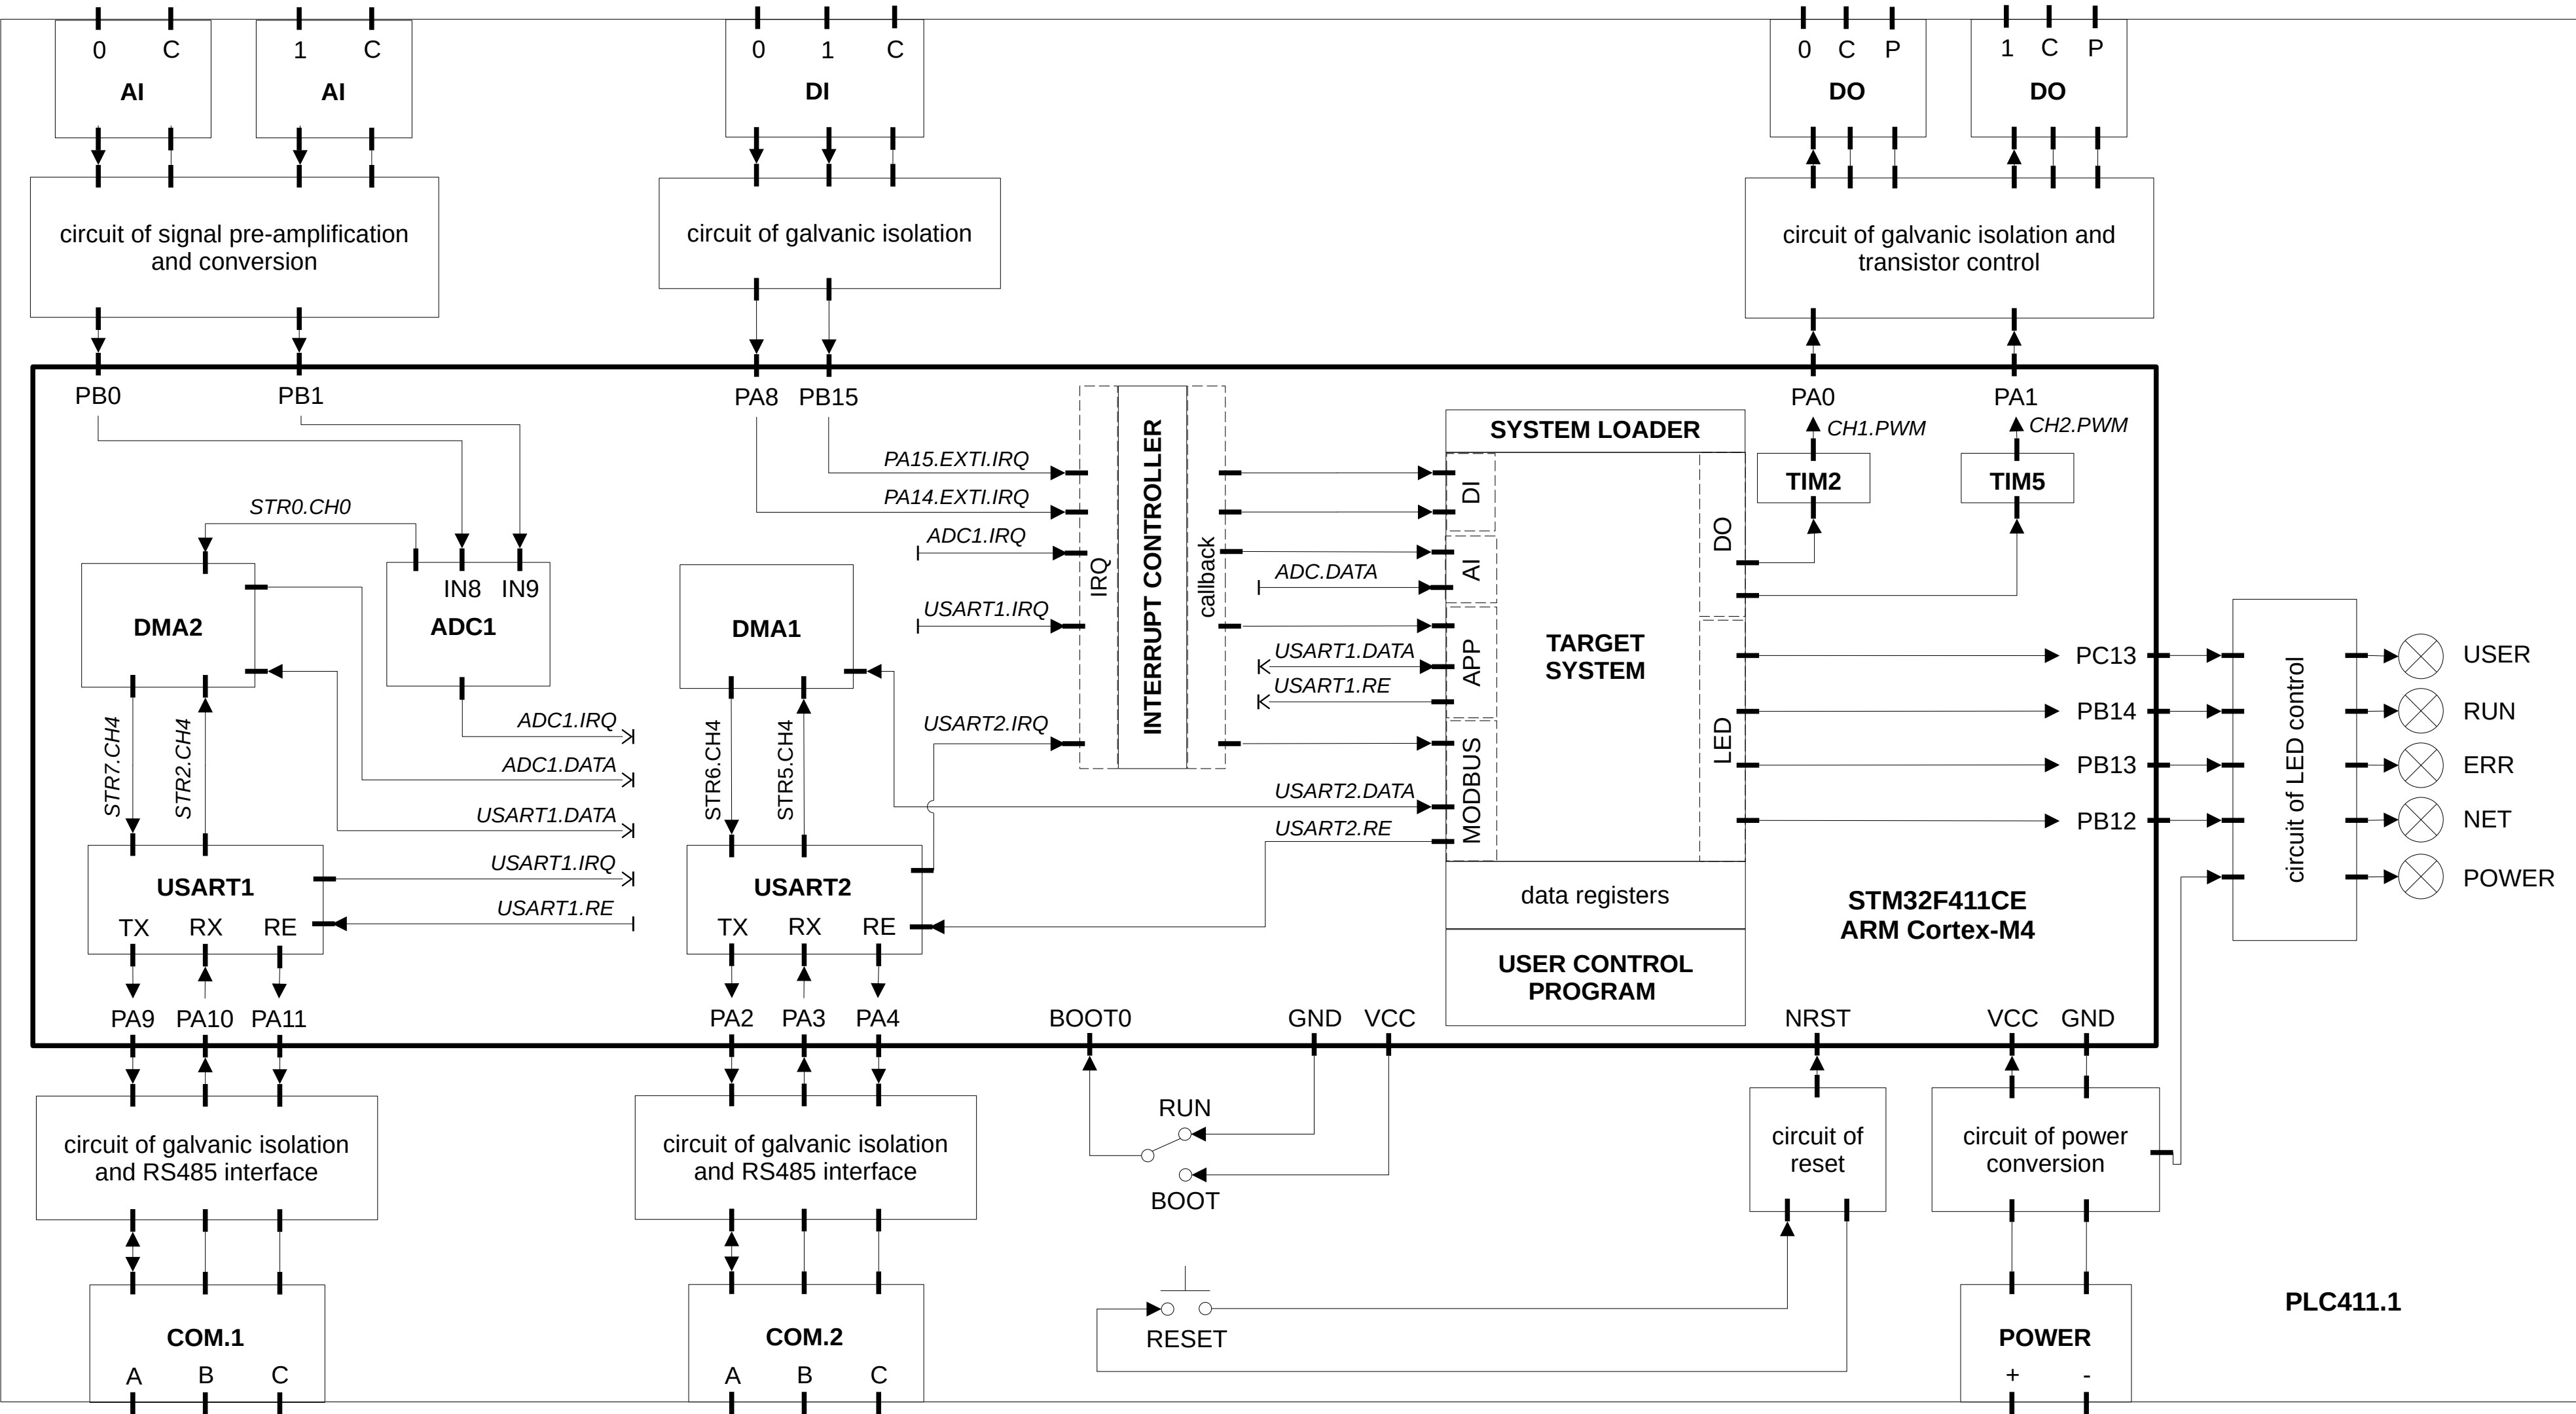 0 C
AI
1 C
AI
0 1 C
DI
0 C P
DO
1 C P
DO
circuit of signal pre-amplification
and conversion
circuit of galvanic isolation
circuit of galvanic isolation and
transistor control
PB0
PB1
PA8
PB15
PA0
PA1
CH1.PWM
CH2.PWM
TIM2
TIM5
PA15.EXTI.IRQ
PA14.EXTI.IRQ
ADC1.IRQ
USART1.IRQ
USART2.IRQ
IRQ
INTERRUPT CONTROLLER
callback
ADC.DATA
USART1.DATA
USART1.RE
USART2.DATA
USART2.RE
SYSTEM LOADER
DI
AI
APP
MODBUS
TARGET
SYSTEM
DO
LED
data registers
USER CONTROL
PROGRAM
STR0.CH0
DMA2
IN8 IN9
ADC1
DMA1
STR7.CH4
STR2.CH4
STR6.CH4
STR5.CH4
ADC1.IRQ
ADC1.DATA
USART1.DATA
USART1.IRQ
USART1.RE
USART1
TX RX RE
USART2
TX RX RE
PA9 PA10 PA11
PA2 PA3 PA4
BOOT0
GND VCC
NRST
VCC GND
PC13
PB14
PB13
PB12
STM32F411CE
ARM Cortex-M4
circuit of LED control
USER
RUN
ERR
NET
POWER
circuit of galvanic isolation
and RS485 interface
circuit of galvanic isolation
and RS485 interface
RUN
BOOT
RESET
circuit of
reset
circuit of power
conversion
COM.1
A B C
COM.2
A B C
POWER
+ -
PLC411.1